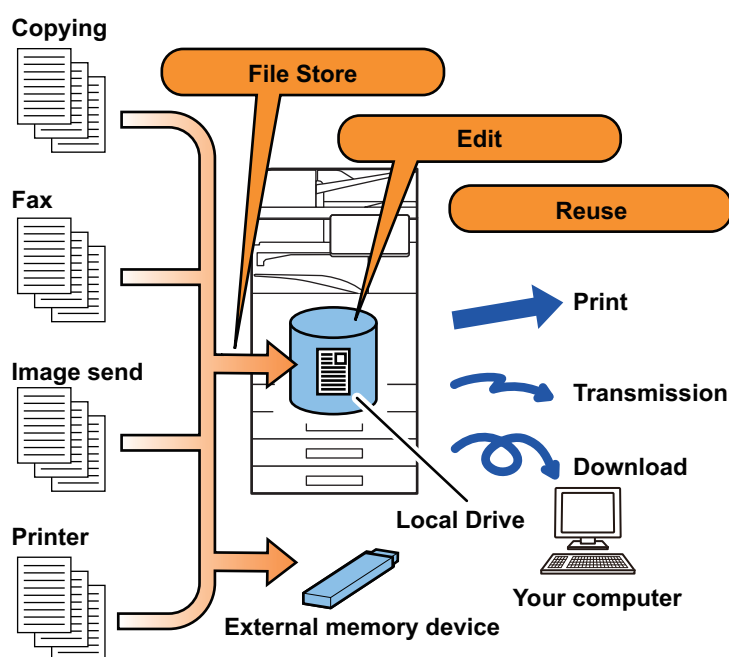 Copying
File Store
Edit
Fax
Reuse
Print
Image send
Transmission
Download
Local Drive
Printer
Your computer
External memory device